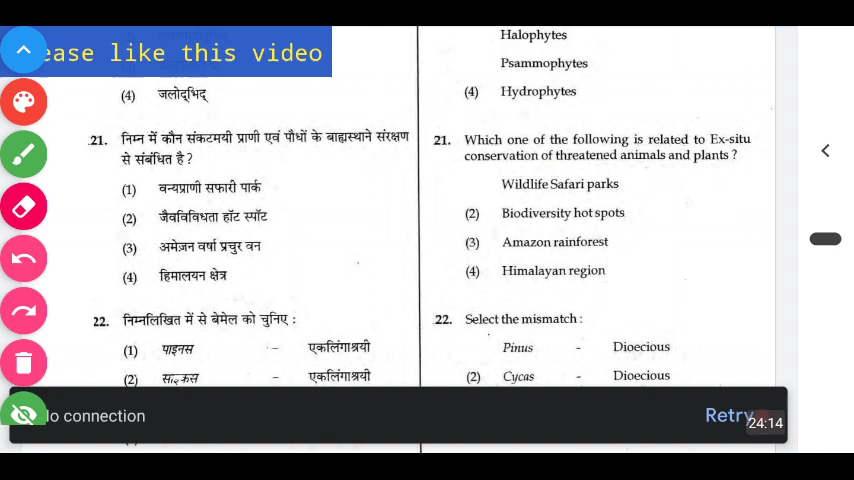 ease like this video
(4) जलोद्भिद्
21. निम्न में कौन संकटमयी प्राणी एवं पौधों के बाह्यस्थाने संरक्षण
से संबंधित है ?
(1) वन्यप्राणी सफारी पार्क
(2) जैवविविधता हॉट स्पॉट
(3) अमेज़न वर्षा प्रचुर वन
(4) हिमालयन क्षेत्र
22. निम्नलिखित में से बेमेल को चुनिए :
(1) पाइनस - एकलिंगाश्रयी
(2) साइकस - एकलिंगाश्रयी
Halophytes
Psammophytes
(4) Hydrophytes
21. Which one of the following is related to Ex-situ
conservation of threatened animals and plants ?
Wildlife Safari parks
(2) Biodiversity hot spots
(3) Amazon rainforest
(4) Himalayan region
22. Select the mismatch :
Pinus - Dioecious
(2) Cycas - Dioecious
No connection
Retry
24:14